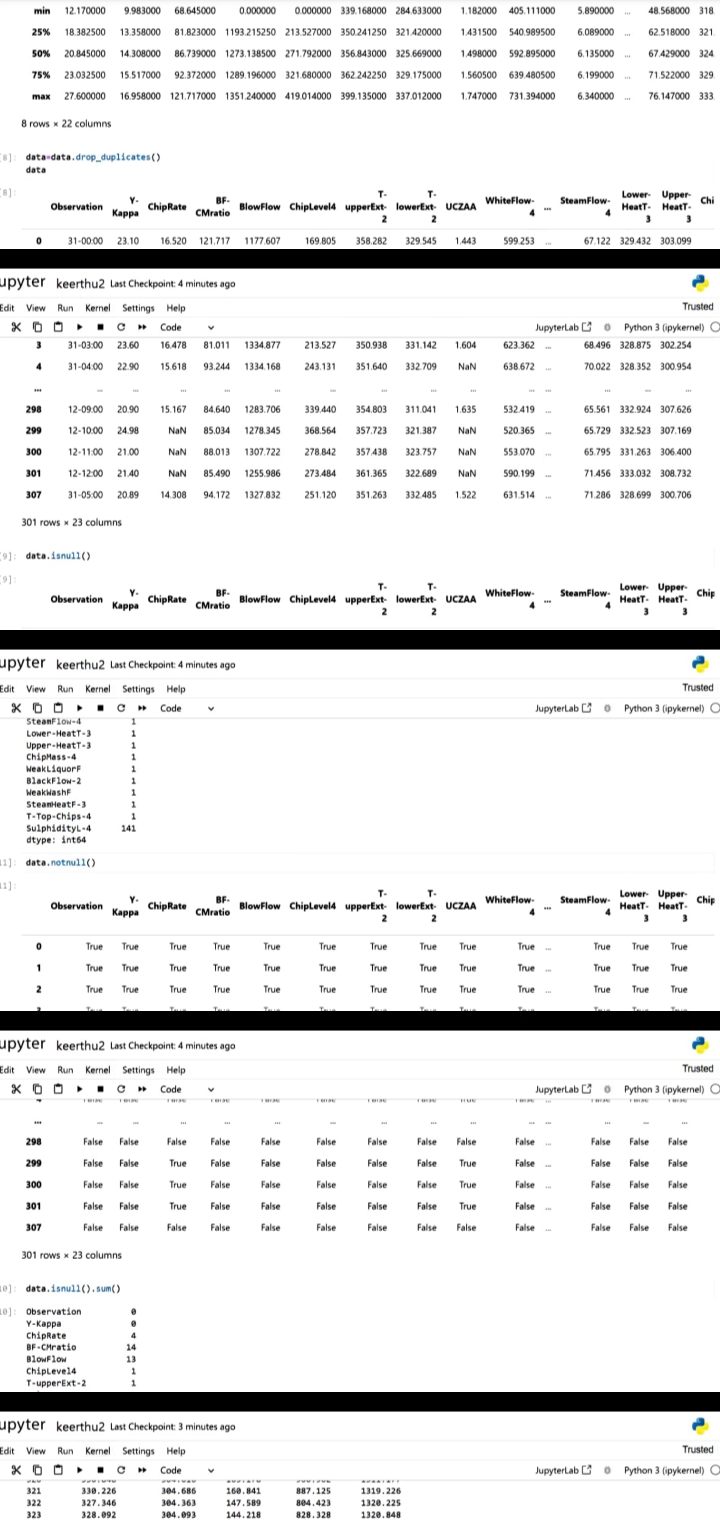 min 12.170000 9.983000 68.645000 0.000000 0.000000 339.168000 284.633000 1.182000 405.111000 5.890000 ... 48.568000 318.
25% 18.382500 13.358000 81.823000 1193.215250 213.527000 350.241250 321.420000 1.431500 540.989500 6.089000 ... 62.518000 321.
50% 20.845000 14.308000 86.739000 1273.138500 271.792000 356.843000 325.669000 1.498000 592.895000 6.135000 ... 67.429000 324.
75% 23.032500 15.517000 92.372000 1289.196000 321.680000 362.242250 329.175000 1.560500 639.480500 6.199000 ... 71.522000 329.
max 27.600000 16.958000 121.717000 1351.240000 419.014000 399.135000 337.012000 1.747000 731.394000 6.340000 ... 76.147000 333.
8 rows × 22 columns
[8]: data=data.drop_duplicates()
data
[8]:
Observation Y-Kappa ChipRate BF-CMratio BlowFlow ChipLevel4 T-upperExt-2 T-lowerExt-2 UCZAA WhiteFlow-4 ... SteamFlow-4 Lower-HeatT-3 Upper-HeatT-3 Chi
0 31-00:00 23.10 16.520 121.717 1177.607 169.805 358.282 329.545 1.443 599.253 ... 67.122 329.432 303.099
upyter keerthu2 Last Checkpoint: 4 minutes ago
Edit View Run Kernel Settings Help Trusted
Code JupyterLab Python 3 (ipykernel)
3 31-03:00 23.60 16.478 81.011 1334.877 213.527 350.938 331.142 1.604 623.362 ... 68.496 328.875 302.254
4 31-04:00 22.90 15.618 93.244 1334.168 243.131 351.640 332.709 NaN 638.672 ... 70.022 328.352 300.954
... ... ... ... ... ... ... ... ... ... ... ... ... ... ...
298 12-09:00 20.90 15.167 84.640 1283.706 339.440 354.803 311.041 1.635 532.419 ... 65.561 332.924 307.626
299 12-10:00 24.98 NaN 85.034 1278.345 368.564 357.723 321.387 NaN 520.365 ... 65.729 332.523 307.169
300 12-11:00 21.00 NaN 88.013 1307.722 278.842 357.438 323.757 NaN 553.070 ... 65.795 331.263 306.400
301 12-12:00 21.40 NaN 85.490 1255.986 273.484 361.365 322.689 NaN 590.199 ... 71.456 333.032 308.732
307 31-05:00 20.89 14.308 94.172 1327.832 251.120 351.263 332.485 1.522 631.514 ... 71.286 328.699 300.706
301 rows × 23 columns
[9]: data.isnull()
[9]:
Observation Y-Kappa ChipRate BF-CMratio BlowFlow ChipLevel4 T-upperExt-2 T-lowerExt-2 UCZAA WhiteFlow-4 ... SteamFlow-4 Lower-HeatT-3 Upper-HeatT-3 Chip
upyter keerthu2 Last Checkpoint: 4 minutes ago
Edit View Run Kernel Settings Help Trusted
Code JupyterLab Python 3 (ipykernel)
SteamFlow-4 1
Lower-HeatT-3 1
Upper-HeatT-3 1
ChipMass-4 1
WeakLiquorF 1
BlackFlow-2 1
WeakWashF 1
SteamHeatF-3 1
T-Top-Chips-4 1
SulphidityL-4 141
dtype: int64
11]: data.notnull()
11]:
Observation Y-Kappa ChipRate BF-CMratio BlowFlow ChipLevel4 T-upperExt-2 T-lowerExt-2 UCZAA WhiteFlow-4 ... SteamFlow-4 Lower-HeatT-3 Upper-HeatT-3 Chip
0 True True True True True True True True True True ... True True True
1 True True True True True True True True True True ... True True True
2 True True True True True True True True True True ... True True True
upyter keerthu2 Last Checkpoint: 4 minutes ago
Edit View Run Kernel Settings Help Trusted
Code JupyterLab Python 3 (ipykernel)
... ... ... ... ... ... ... ... ... ... ... ... ... ... ...
298 False False False False False False False False False False ... False False False
299 False False True False False False False False True False ... False False False
300 False False True False False False False False True False ... False False False
301 False False True False False False False False True False ... False False False
307 False False False False False False False False False False ... False False False
301 rows × 23 columns
10]: data.isnull().sum()
10]: Observation 0
Y-Kappa 0
ChipRate 4
BF-CMratio 14
BlowFlow 13
ChipLevel4 1
T-upperExt-2 1
upyter keerthu2 Last Checkpoint: 3 minutes ago
Edit View Run Kernel Settings Help Trusted
Code JupyterLab Python 3 (ipykernel)
321 330.226 304.686 160.841 887.125 1319.226
322 327.346 304.363 147.589 804.423 1320.225
323 328.092 304.093 144.218 828.328 1320.848